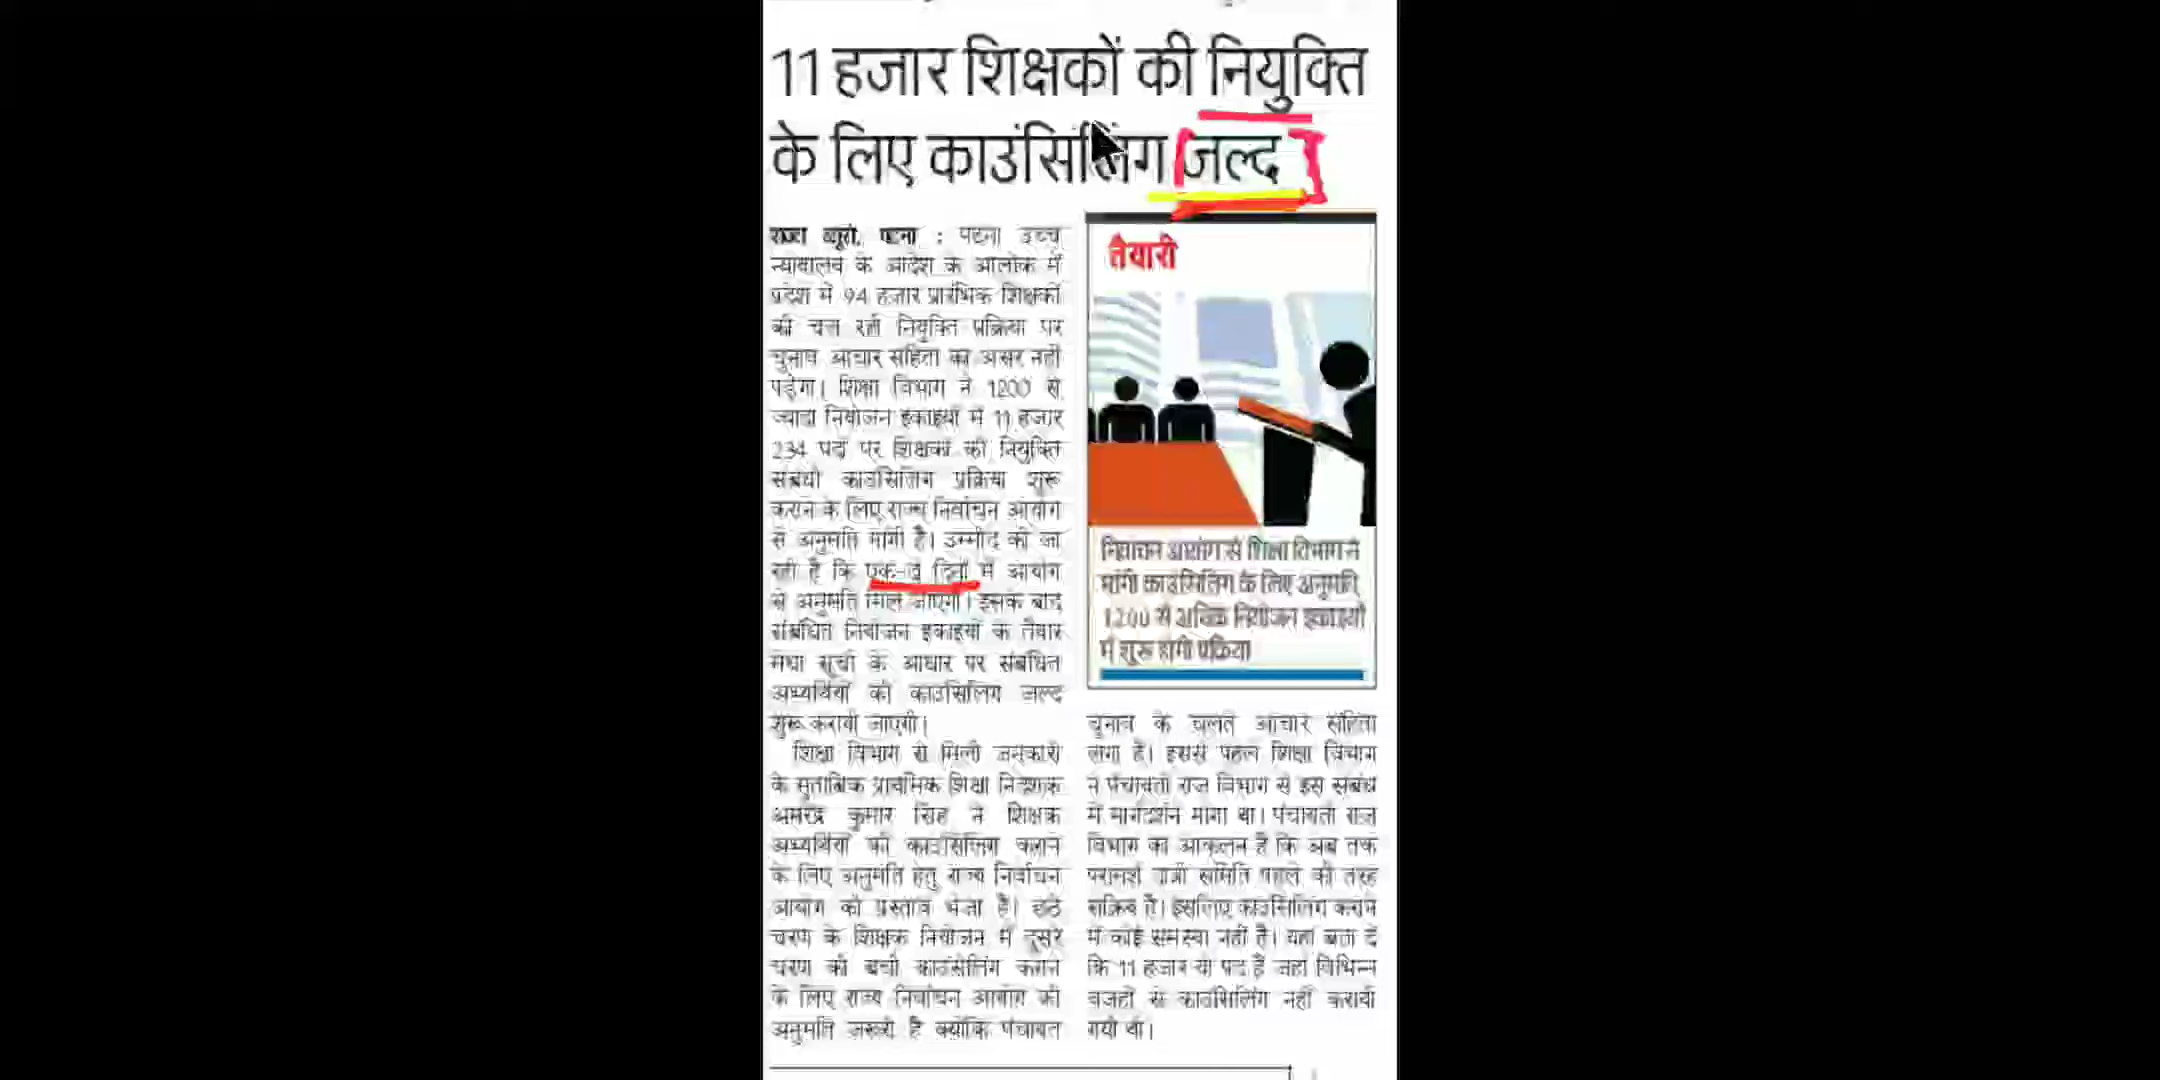 11 हजार शिक्षकों की नियुक्ति
के लिए काउंसिलिंग जल्द
राज्य ब्यूरो, पटना : पटना उच्च
न्यायालय के आदेश के आलोक में
प्रदेश में 94 हजार प्रारंभिक शिक्षकों
की चल रही नियुक्ति प्रक्रिया पर
चुनाव आचार संहिता का असर नहीं
पड़ेगा। शिक्षा विभाग ने 1200 से
ज्यादा नियोजन इकाइयों में 11 हजार
234 पदों पर शिक्षकों की नियुक्ति
संबंधी काउंसिलिंग प्रक्रिया शुरू
कराने के लिए राज्य निर्वाचन आयोग
से अनुमति मांगी है। उम्मीद की जा
रही है कि एक-दो दिनों में आयोग
से अनुमति मिल जाएगी। इसके बाद
संबंधित नियोजन इकाइयों के तैयार
मेधा सूची के आधार पर संबंधित
अभ्यर्थियों की काउंसिलिंग जल्द
शुरू करायी जाएगी।
शिक्षा विभाग से मिली जानकारी
के मुताबिक प्राथमिक शिक्षा निदेशक
अमरेंद्र कुमार सिंह ने शिक्षक
अभ्यर्थियों की काउंसिलिंग कराने
के लिए अनुमति हेतु राज्य निर्वाचन
आयोग को प्रस्ताव भेजा है। छठे
चरण के शिक्षक नियोजन में दूसरे
चरण की बची काउंसेलिंग कराने
के लिए राज्य निर्वाचन आयोग की
अनुमति जरूरी है क्योंकि पंचायत
तैयारी
निर्वाचन आयोग से शिक्षा विभाग ने
मांगी काउंसिलिंग के लिए अनुमति,
1200 से अधिक नियोजन इकाइयों
में शुरू होगी प्रक्रिया
चुनाव के चलते आचार संहिता
लगा है। इससे पहले शिक्षा विभाग
ने पंचायती राज विभाग से इस संबंध
में मार्गदर्शन मांगा था। पंचायती राज
विभाग का आकलन है कि अब तक
परामर्श दात्री समिति पहले की तरह
सक्रिय है। इसलिए काउंसिलिंग कराने
में कोई समस्या नहीं है। यहां बता दें
कि 11 हजार वो पद हैं जहां विभिन्न
वजहों से काउंसिलिंग नहीं करायी
गयी थी।